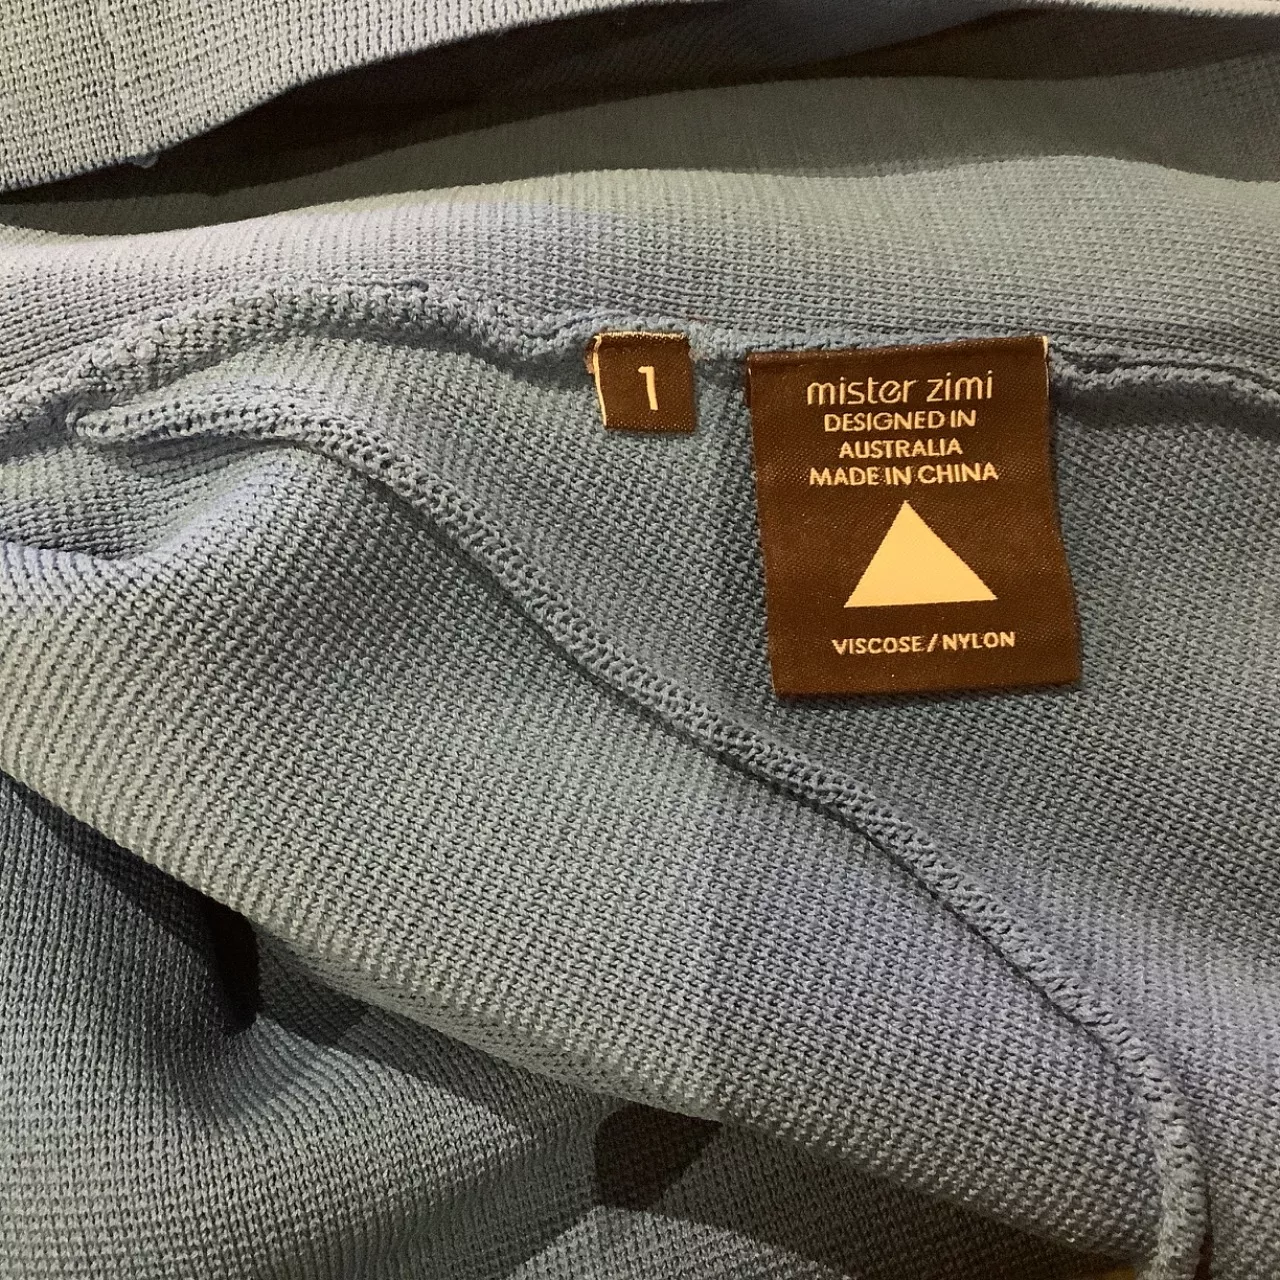 1
mister zimi
DESIGNED IN
AUSTRALIA
MADE IN CHINA
VISCOSE / NYLON